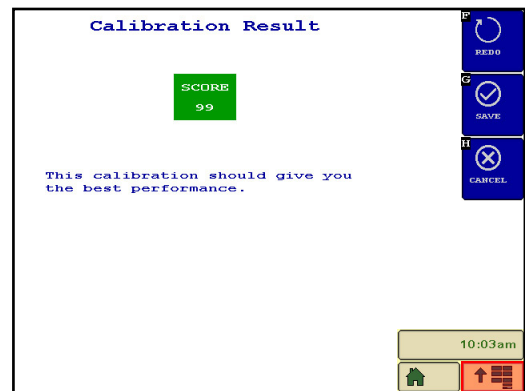 Calibration Result
SCORE
99
This calibration should give you
the best performance.
F
REDO
G
SAVE
H
CANCEL
10:03am